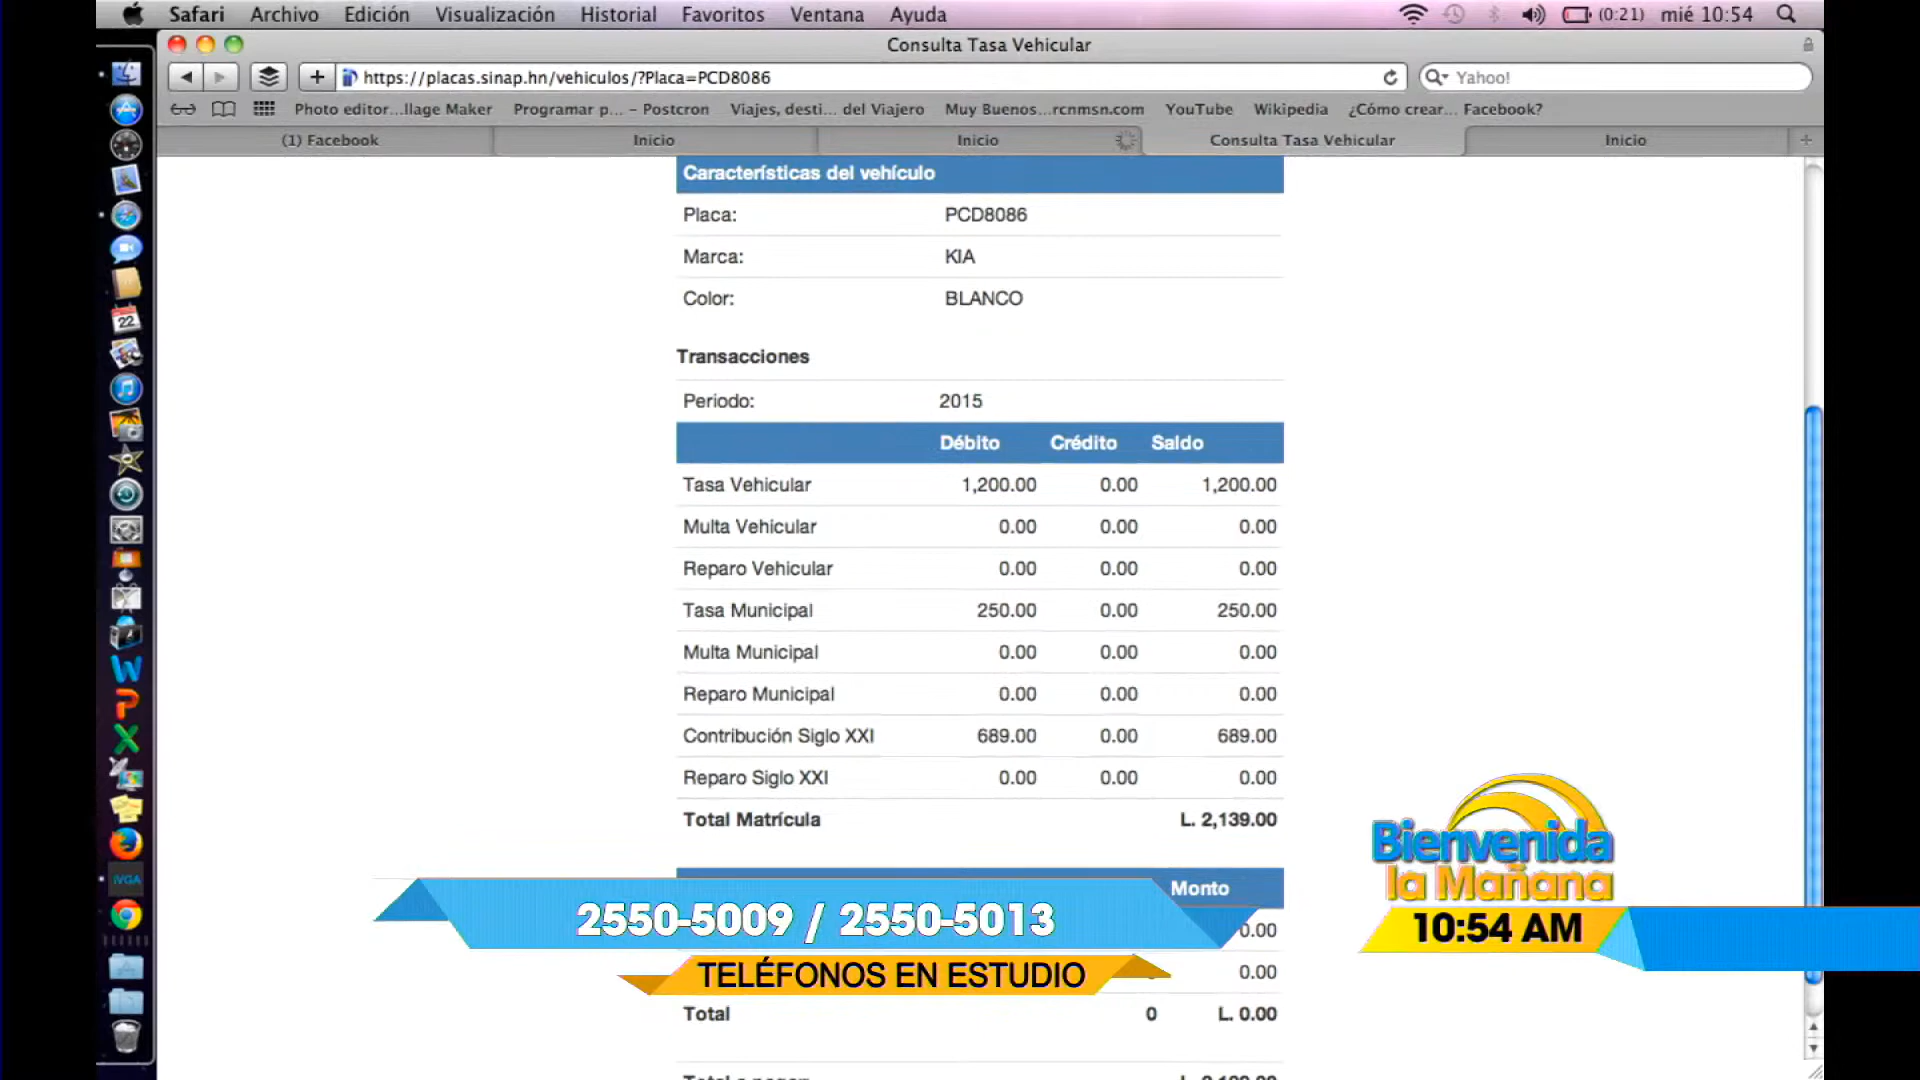 Safari Archivo Edición Visualización Historial Favoritos Ventana Ayuda (0:21) mié 10:54
Consulta Tasa Vehicular
https://placas.sinap.hn/vehiculos/?Placa=PCD8086 Yahoo!
Photo editor...llage Maker Programar p... – Postcron Viajes, desti... del Viajero Muy Buenos...rcnmsn.com YouTube Wikipedia ¿Cómo crear... Facebook?
(1) Facebook Inicio Inicio Consulta Tasa Vehicular Inicio
Características del vehículo
Placa: PCD8086
Marca: KIA
Color: BLANCO
Transacciones
Periodo: 2015
Débito Crédito Saldo
Tasa Vehicular 1,200.00 0.00 1,200.00
Multa Vehicular 0.00 0.00 0.00
Reparo Vehicular 0.00 0.00 0.00
Tasa Municipal 250.00 0.00 250.00
Multa Municipal 0.00 0.00 0.00
Reparo Municipal 0.00 0.00 0.00
Contribución Siglo XXI 689.00 0.00 689.00
Reparo Siglo XXI 0.00 0.00 0.00
Total Matrícula L. 2,139.00
Monto
0.00
0.00
Total 0 L. 0.00
2550-5009 / 2550-5013
TELÉFONOS EN ESTUDIO
Bienvenida
la Mañana
10:54 AM
22
iVGA